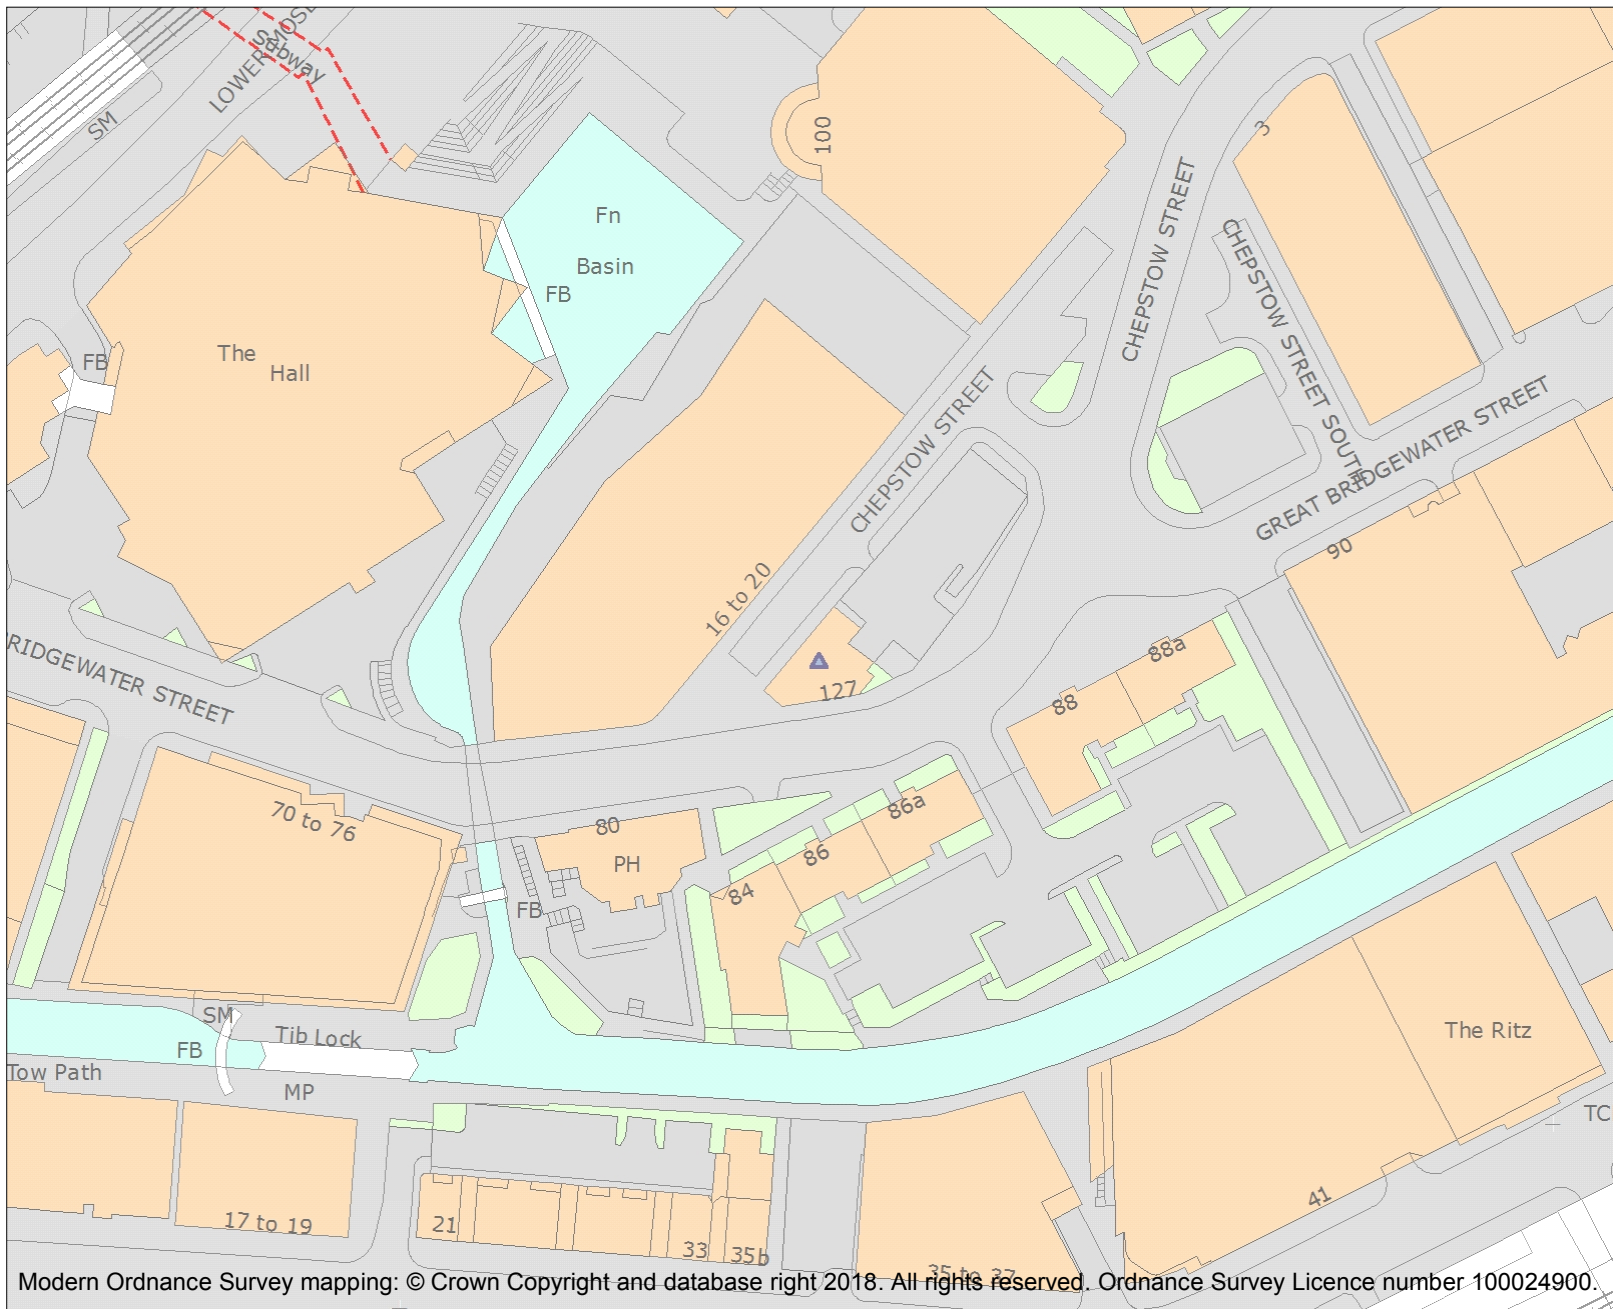 LOWER MOSL
Subway
SM
100
3
Fn
Basin
FB
CHEPSTOW STREET
CHEPSTOW STREET SOUTH
The
Hall
FB
CHEPSTOW STREET
GREAT BRIDGEWATER STREET
90
16 to 20
RIDGEWATER STREET
127
88a
88
70 to 76
80
PH
86a
86
84
FB
SM
Tib Lock
FB
Tow Path
MP
The Ritz
TC
41
17 to 19
21
33
35b
35 to 37
Modern Ordnance Survey mapping: © Crown Copyright and database right 2018. All rights reserved. Ordnance Survey Licence number 100024900.